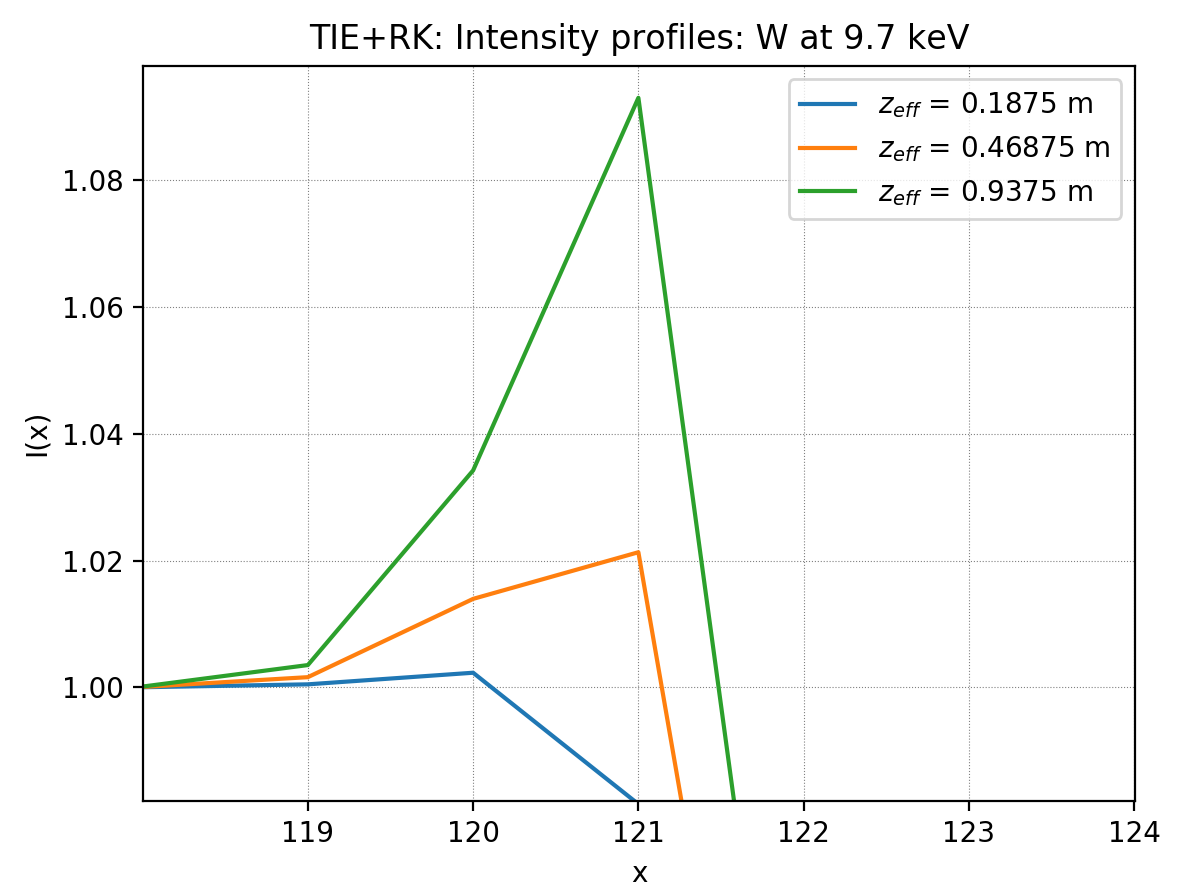 TIE+RK: Intensity profiles: W at 9.7 keV
z_eff = 0.1875 m
z_eff = 0.46875 m
z_eff = 0.9375 m
I(x)
1.08
1.06
1.04
1.02
1.00
119 120 121 122 123 124
x